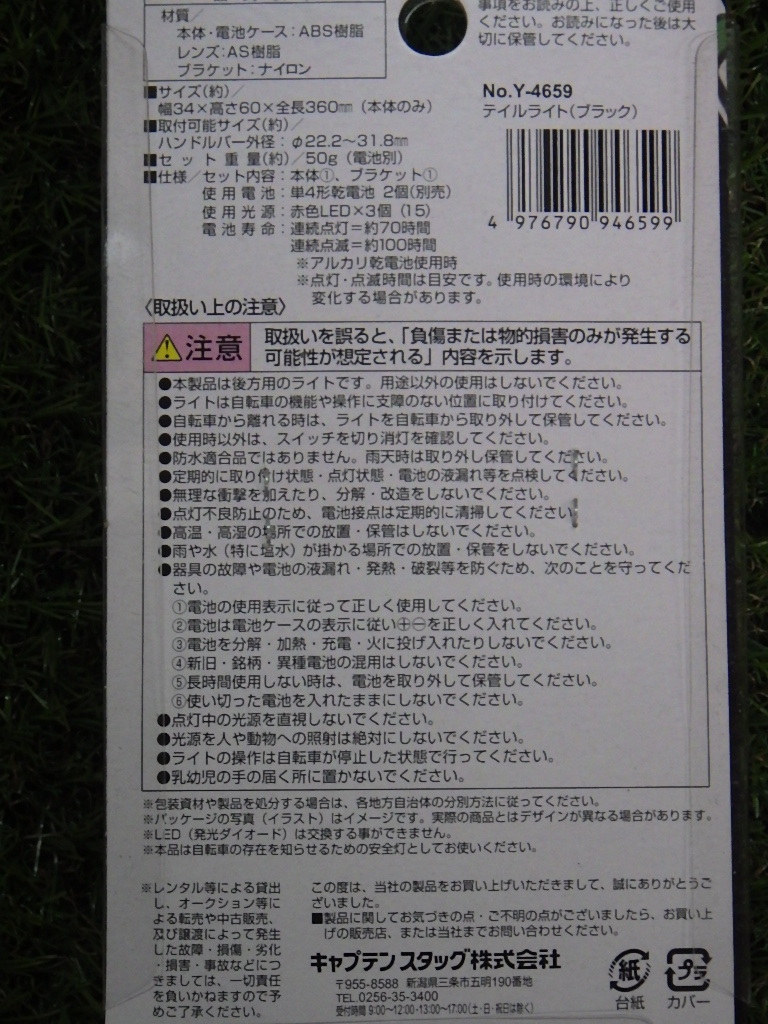 材質／
本体・電池ケース：ABS樹脂
レンズ：AS樹脂
ブラケット：ナイロン
事項をお読みの上、正しくご使用
ください。お読みになった後は大
切に保管してください。
■サイズ(約)／
幅34×高さ60×全長360㎜（本体のみ）
■取付可能サイズ(約)／
ハンドルバー外径：φ22.2〜31.8㎜
■セット重量(約)／50g（電池別）
■仕様／セット内容：本体①、ブラケット①
使用電池：単4形乾電池 2個(別売)
使用光源：赤色LED×3個（15）
電池寿命：連続点灯＝約70時間
連続点滅＝約100時間
※アルカリ乾電池使用時
※点灯・点滅時間は目安です。使用時の環境により
変化する場合があります。
No.Y-4659
テイルライト(ブラック)
4 976790 946599
〈取扱い上の注意〉
注意
取扱いを誤ると、「負傷または物的損害のみが発生する
可能性が想定される」内容を示します。
●本製品は後方用のライトです。用途以外の使用はしないでください。
●ライトは自転車の機能や操作に支障のない位置に取り付けてください。
●自転車から離れる時は、ライトを自転車から取り外して保管してください。
●使用時以外は、スイッチを切り消灯を確認してください。
●防水適合品ではありません。雨天時は取り外し保管してください。
●定期的に取り付け状態・点灯状態・電池の液漏れ等を点検してください。
●無理な衝撃を加えたり、分解・改造をしないでください。
●点灯不良防止のため、電池接点は定期的に清掃してください。
●高温・高湿の場所での放置・保管はしないでください。
●雨や水（特に塩水）が掛かる場所での放置・保管をしないでください。
●器具の故障や電池の液漏れ・発熱・破裂等を防ぐため、次のことを守ってくだ
さい。
①電池の使用表示に従って正しく使用してください。
②電池は電池ケースの表示に従い⊕⊖を正しく入れてください。
③電池を分解・加熱・充電・火に投げ入れたりしないでください。
④新旧・銘柄・異種電池の混用はしないでください。
⑤長時間使用しない時は、電池を取り外して保管してください。
⑥使い切った電池を入れたままにしないでください。
●点灯中の光源を直視しないでください。
●光源を人や動物への照射は絶対にしないでください。
●ライトの操作は自転車が停止した状態で行ってください。
●乳幼児の手の届く所に置かないでください。
※包装資材や製品を処分する場合は、各地方自治体の分別方法に従ってください。
※パッケージの写真（イラスト）はイメージです。実際の商品とはデザインが異なる場合があります。
※LED（発光ダイオード）は交換する事ができません。
※本品は自転車の存在を知らせるための安全灯としてお使いください。
※レンタル等による貸出
し、オークション等に
よる転売や中古販売、
及び譲渡によって発生
した故障・損傷・劣化
・損害・事故などにつ
きましては、一切責任
を負いかねますので予
めご了承ください。
この度は、当社の製品をお買い上げいただきまして、誠にありがとうご
ざいました。
■製品に関してお気づきの点・ご不明の点がございましたら、お買い上
げの販売店、または当社までお問い合わせください。
キャプテン スタッグ株式会社
〒955-8588 新潟県三条市五明190番地
TEL 0256-35-3400
受付時間 9:00〜12:00・13:00〜17:00(土・日・祝日は除く)
紙
台紙
プラ
カバー